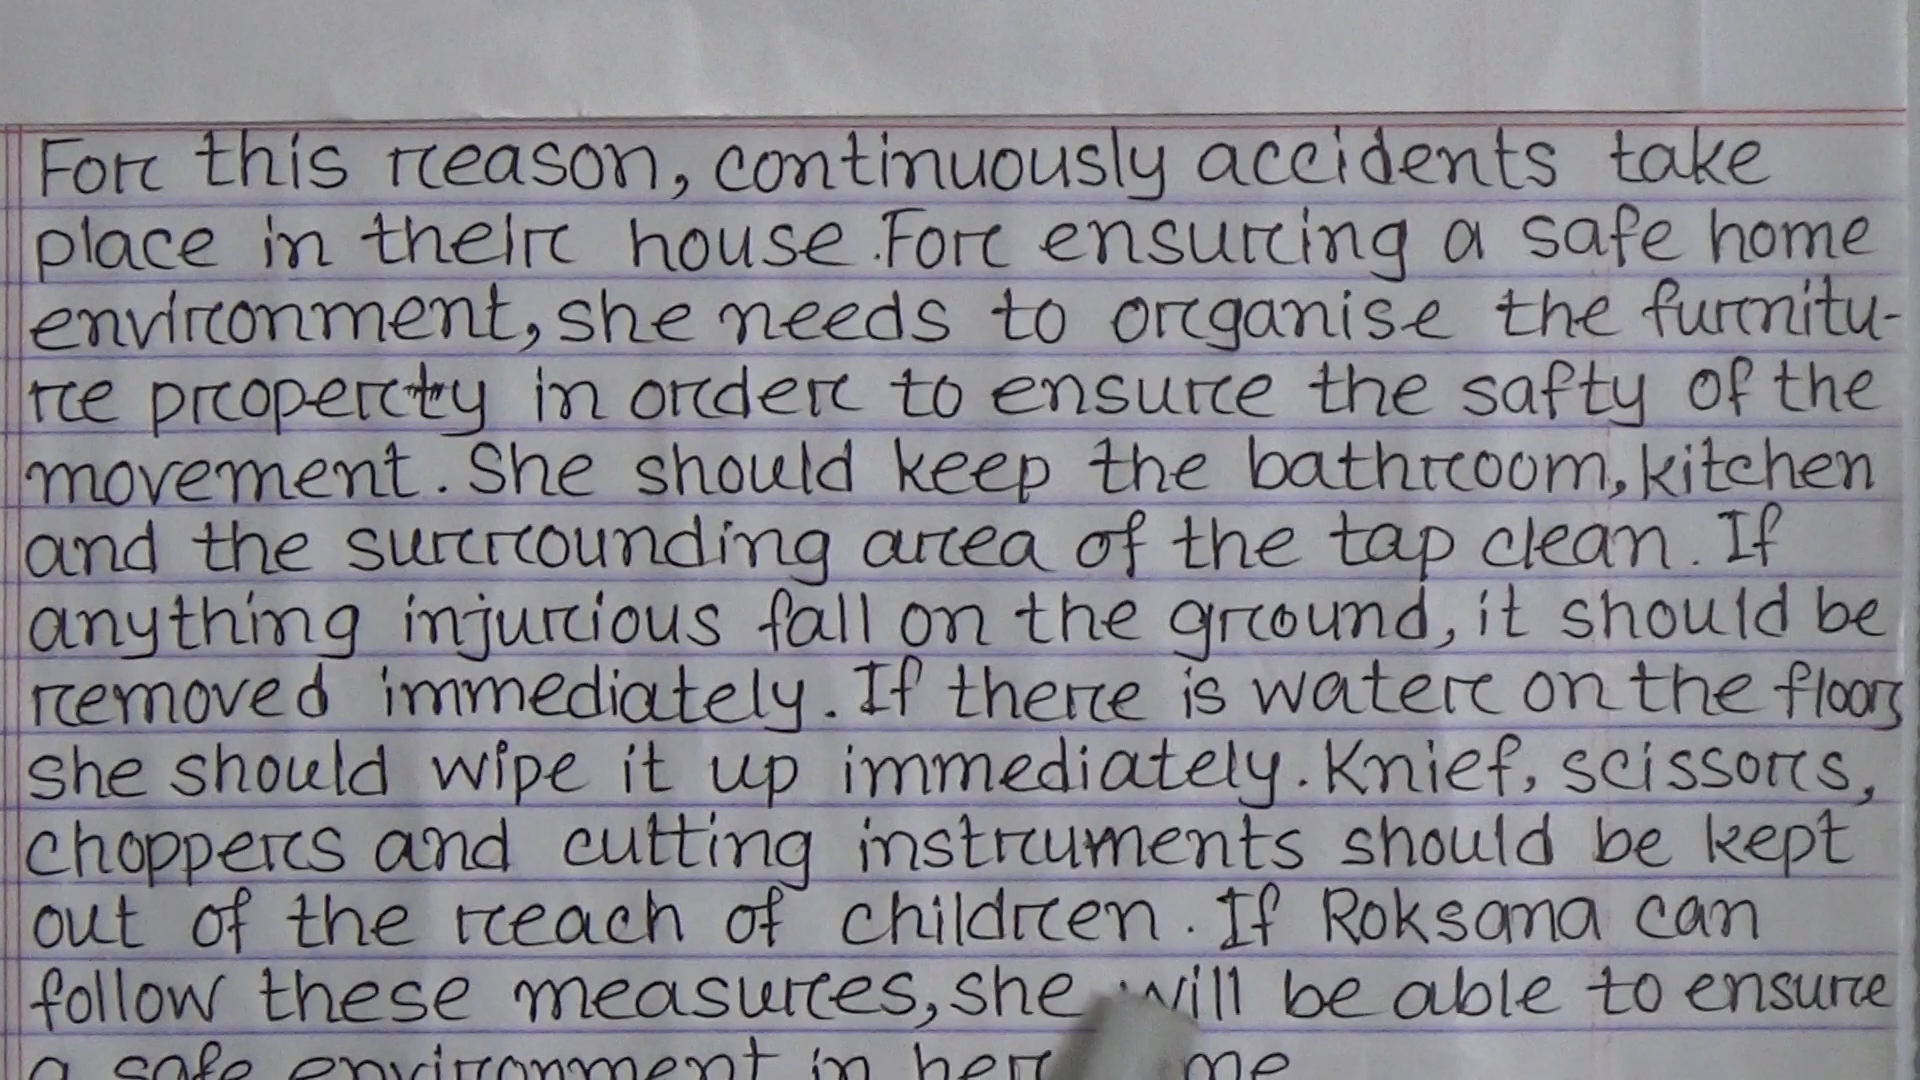 For this reason, continuously accidents take
place in their house. For ensuring a safe home
environment, she needs to organise the furnitu-
re property in order to ensure the safty of the
movement. She should keep the bathroom, kitchen
and the surrounding area of the tap clean. If
anything injurious fall on the ground, it should be
removed immediately. If there is water on the floor,
she should wipe it up immediately. Knief, scissors,
choppers and cutting instruments should be kept
out of the reach of children. If Roksana can
follow these measures, she will be able to ensure
a safe environment in her